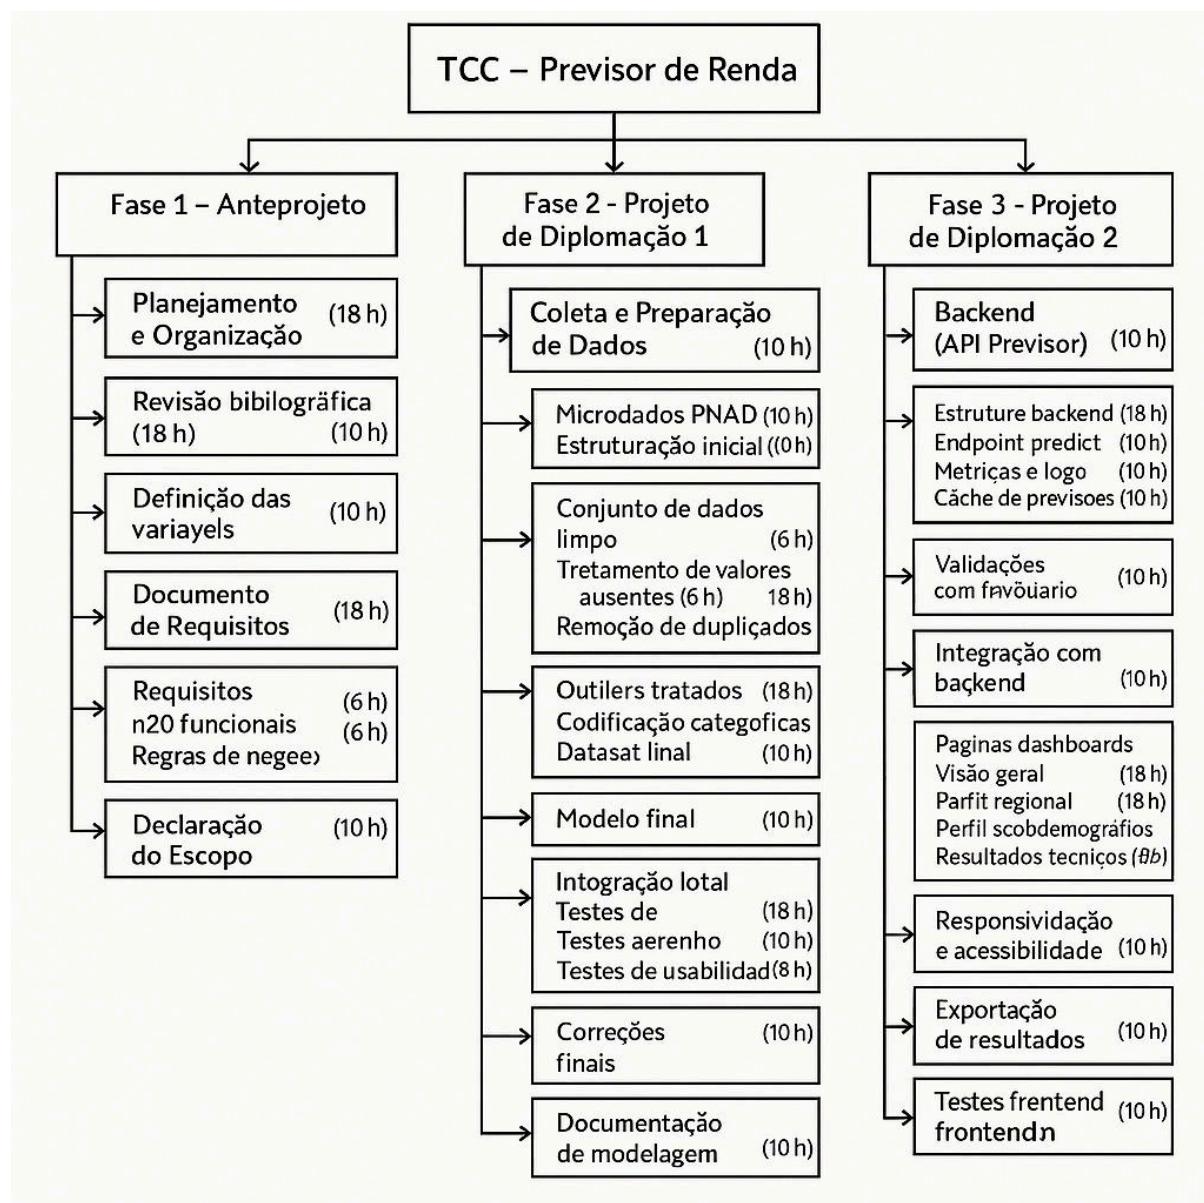 TCC – Previsor de Renda
Fase 1 – Anteprojeto
Planejamento
e Organização (18 h)
Revisão bibilográfica
(18 h) (10 h)
Definição das
variayels (10 h)
Documento
de Requisitos (18 h)
Requisitos (6 h)
n20 funcionais (6 h)
Regras de negee›
Declaração (10 h)
do Escopo
Fase 2 - Projeto
de Diplomação 1
Coleta e Preparação
de Dados (10 h)
Microdados PNAD (10 h)
Estruturação inicial ((0 h)
Conjunto de dados
limpo (6 h)
Tretamento de valores
ausentes (6 h) 18 h)
Remoção de dupliçados
Outilers tratados (18 h)
Codificação categoficas
Datasat linal (10 h)
Modelo final (10 h)
Intogração lotal
Testes de (18 h)
Testes aerenho (10 h)
Testes de usabilidad (8 h)
Correções (10 h)
finais
Documentação
de modelagem (10 h)
Fase 3 - Projeto
de Diplomação 2
Backend
(API Previsor) (10 h)
Estruture backend (18 h)
Endpoint predict (10 h)
Metriças e logo (10 h)
Căche de previsoes (10 h)
Validações
com (10 h)
Integração com
baçkend (10 h)
Paginas dashboards
Visão geral (18 h)
Parfit regional (18 h)
Perfil scobdemográfios
Resultados tecniços
Responsividação
e acessibilidade (10 h)
Exportação
de resultados (10 h)
Testes frentend (10 h)
frontendn